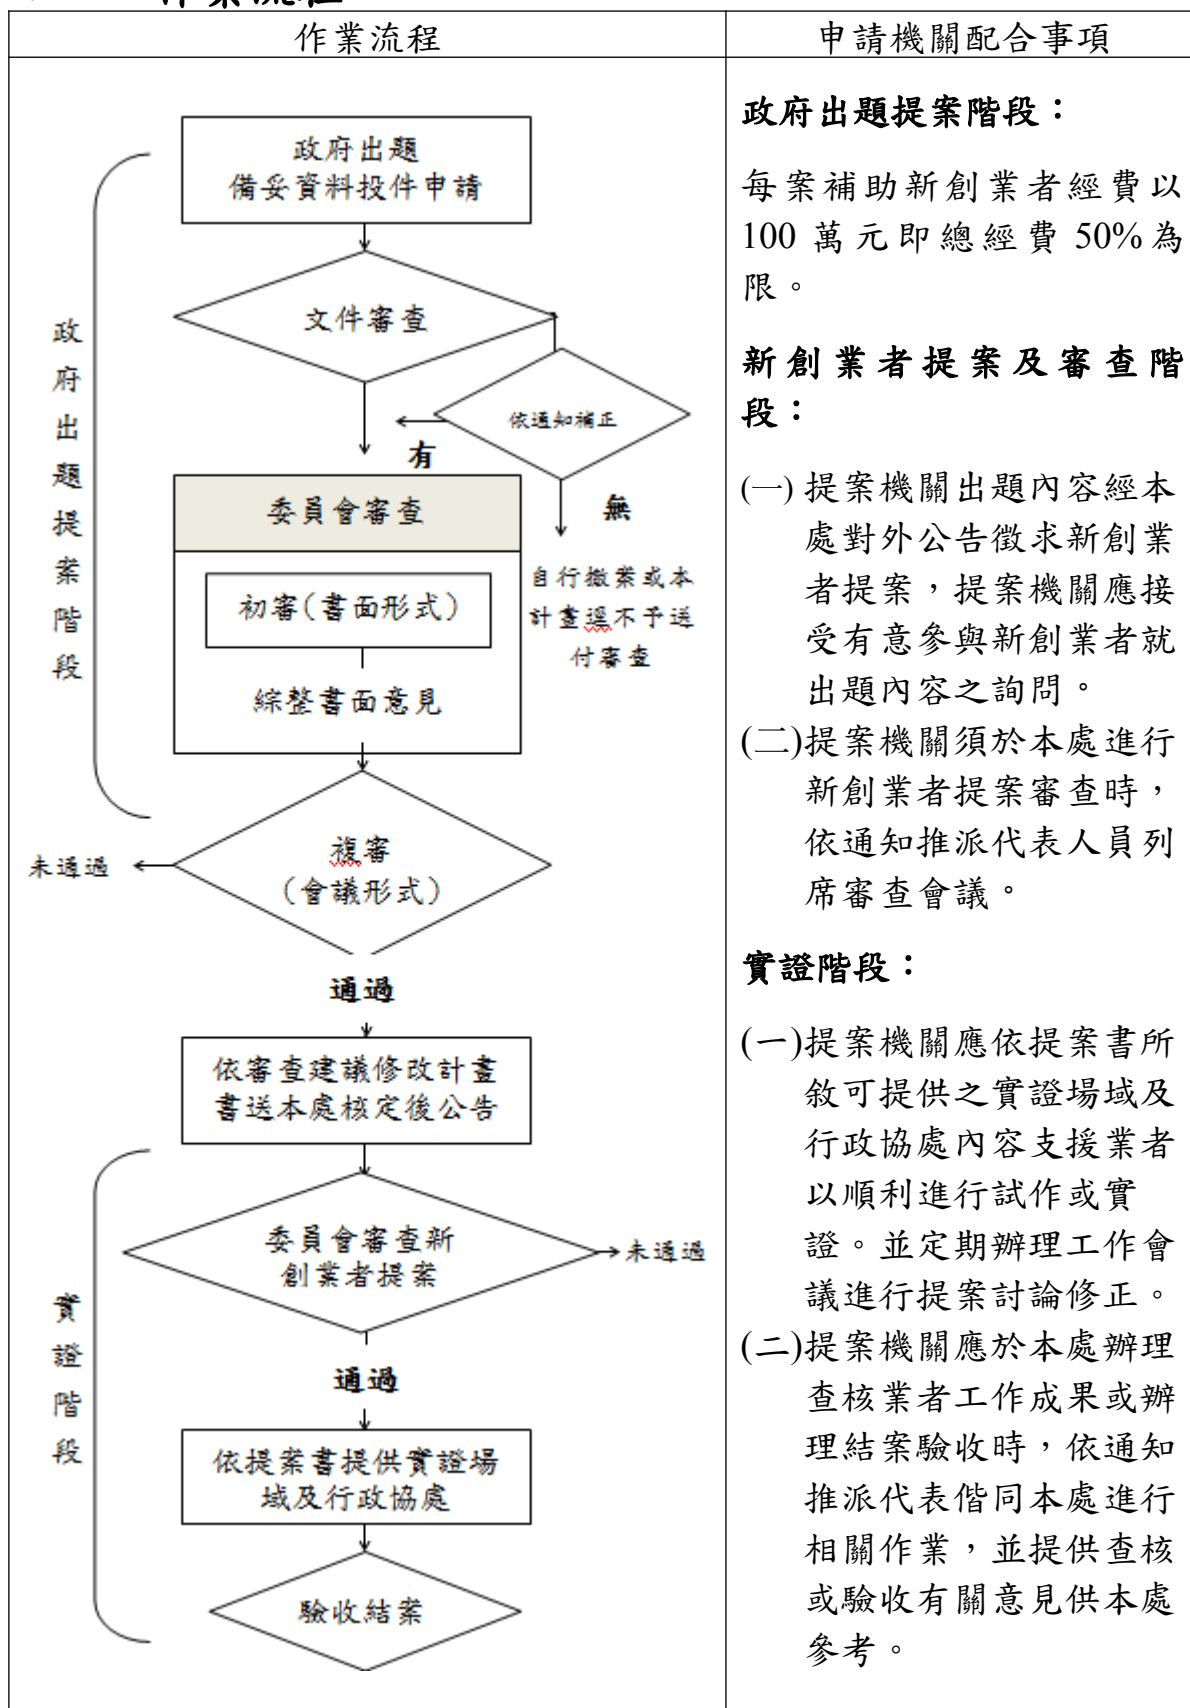 作業流程
作業流程
申請機關配合事項
政府出題
備妥資料投件申請
文件審查
依通知補正
有
無
自行撤案或本
計畫逕不予送
付審查
委員會審查
初審(書面形式)
綜整書面意見
複審
(會議形式)
未通過
通過
依審查建議修改計畫
書送本處核定後公告
委員會審查新
創業者提案
未通過
通過
依提案書提供實證場
域及行政協處
驗收結案
政府出題提案階段
實證階段
政府出題提案階段：
每案補助新創業者經費以
100 萬元即總經費 50%為
限。
新創業者提案及審查階
段：
(一) 提案機關出題內容經本
處對外公告徵求新創業
者提案，提案機關應接
受有意參與新創業者就
出題內容之詢問。
(二)提案機關須於本處進行
新創業者提案審查時，
依通知推派代表人員列
席審查會議。
實證階段：
(一)提案機關應依提案書所
敘可提供之實證場域及
行政協處內容支援業者
以順利進行試作或實
證。並定期辦理工作會
議進行提案討論修正。
(二)提案機關應於本處辦理
查核業者工作成果或辦
理結案驗收時，依通知
推派代表偕同本處進行
相關作業，並提供查核
或驗收有關意見供本處
參考。